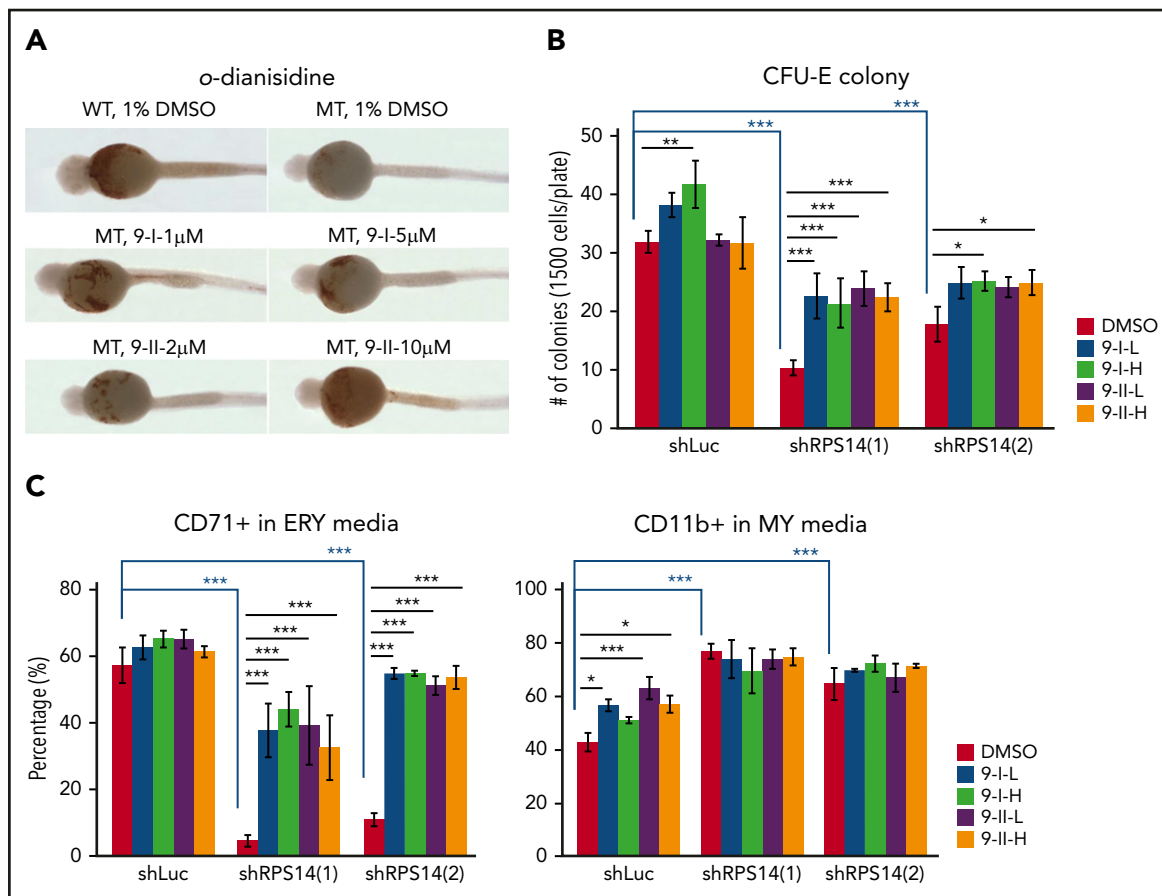 A
o-dianisidine
WT, 1% DMSO
MT, 1% DMSO
MT, 9-I-1μM
MT, 9-I-5μM
MT, 9-II-2μM
MT, 9-II-10μM
B
CFU-E colony
***
***
**
***
***
***
***
*
*
50
40
30
20
10
0
# of colonies (1500 cells/plate)
shLuc
shRPS14(1)
shRPS14(2)
DMSO
9-I-L
9-I-H
9-II-L
9-II-H
C
CD71+ in ERY media
***
***
***
***
***
***
***
***
***
***
80
60
40
20
0
Percentage (%)
shLuc
shRPS14(1)
shRPS14(2)
CD11b+ in MY media
***
***
*
***
*
100
80
60
40
20
0
shLuc
shRPS14(1)
shRPS14(2)
DMSO
9-I-L
9-I-H
9-II-L
9-II-H